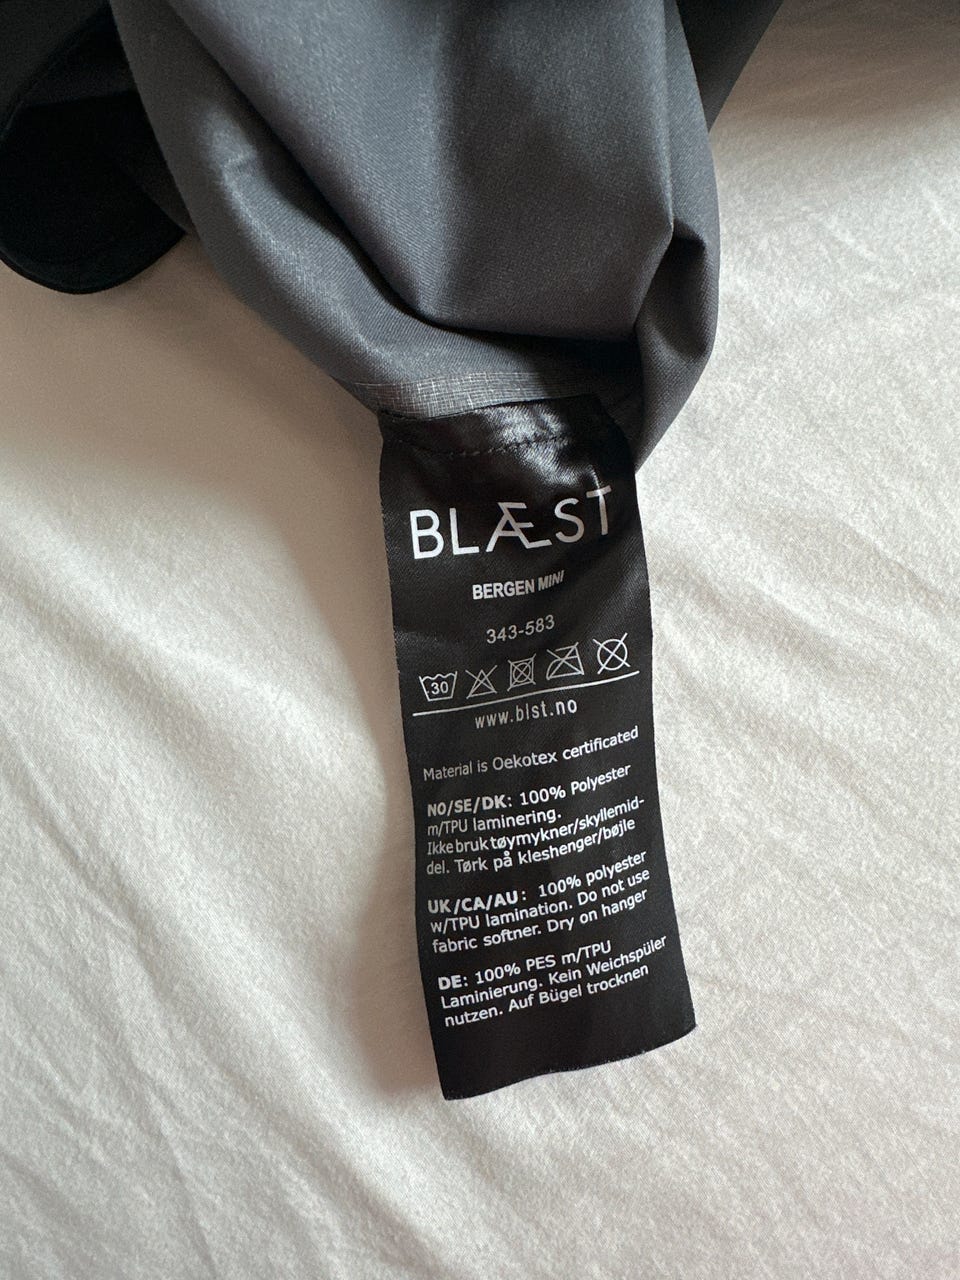 BLÆST
BERGEN MINI
343-583
30
www.blst.no
Material is Oekotex certificated
NO/SE/DK: 100% Polyester
m/TPU laminering.
Ikke bruk tøymykner/skyllemid-
del. Tørk på kleshenger/bøjle
UK/CA/AU: 100% polyester
w/TPU lamination. Do not use
fabric softner. Dry on hanger
DE: 100% PES m/TPU
Laminierung. Kein Weichspüler
nutzen. Auf Bügel trocknen